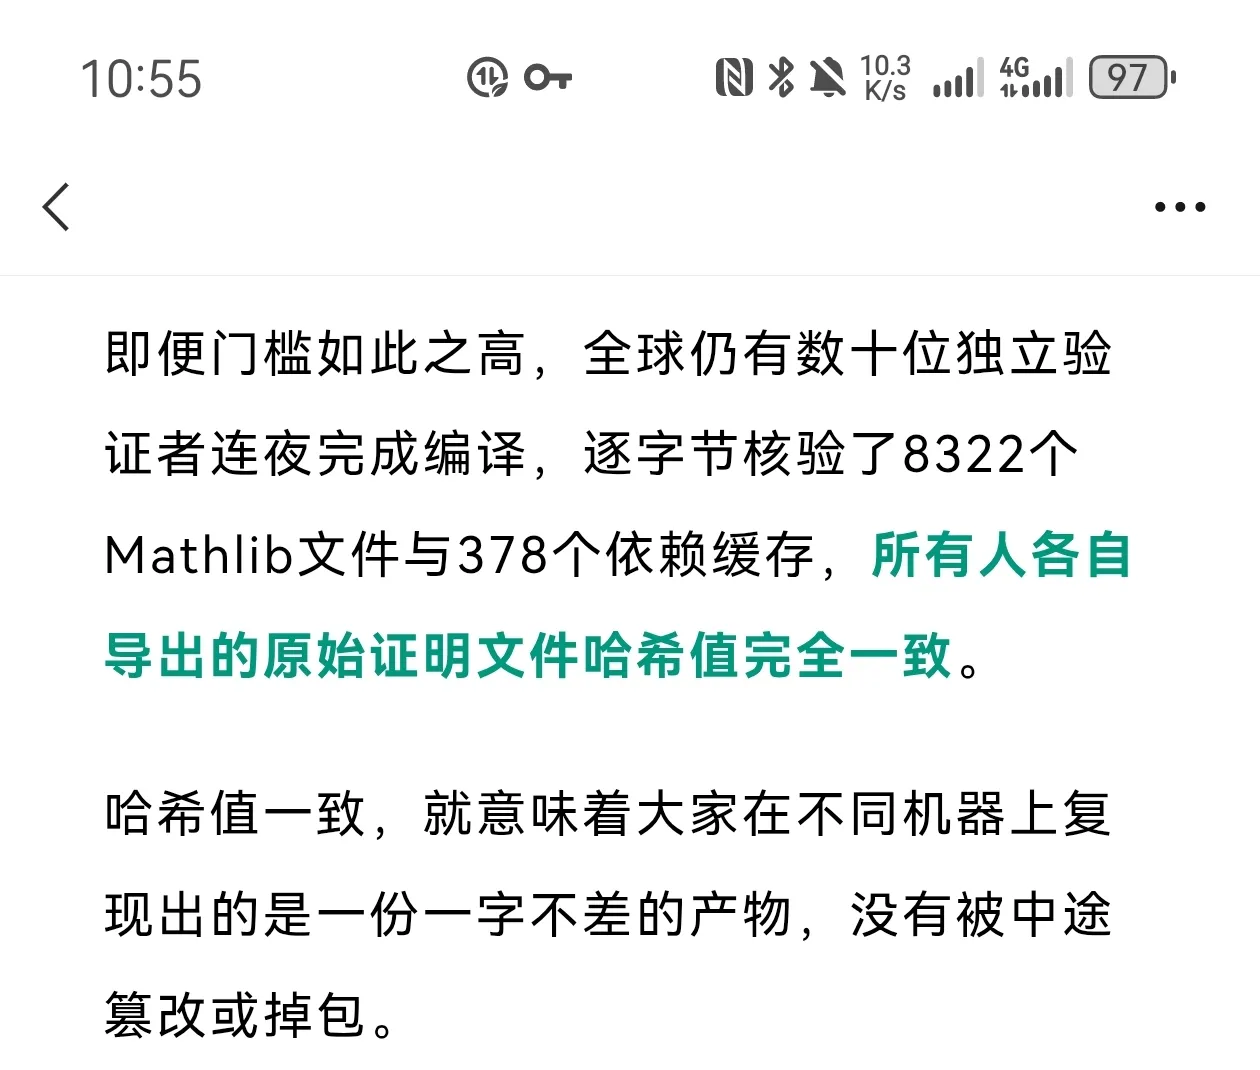 10:55
10.3 K/s
4G
97
即便门槛如此之高，全球仍有数十位独立验
证者连夜完成编译，逐字节核验了8322个
Mathlib文件与378个依赖缓存，所有人各自
导出的原始证明文件哈希值完全一致。
哈希值一致，就意味着大家在不同机器上复
现出的是一份一字不差的产物，没有被中途
篡改或掉包。